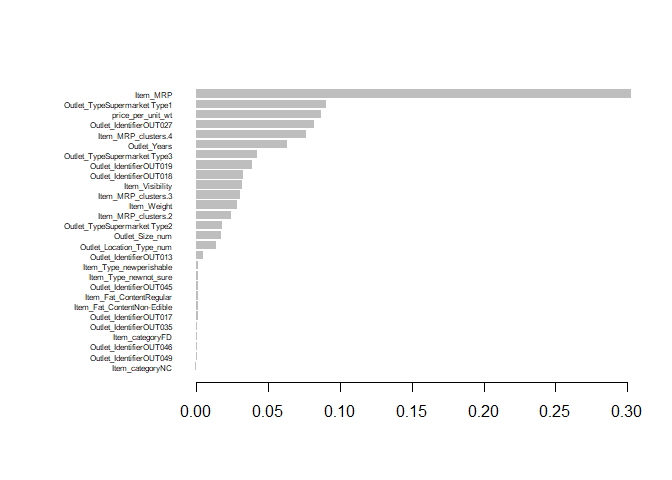 Item_MRP
Outlet_TypeSupermarket Type1
price_per_unit_wt
Outlet_IdentifierOUT027
Item_MRP_clusters.4
Outlet_Years
Outlet_TypeSupermarket Type3
Outlet_IdentifierOUT019
Outlet_IdentifierOUT018
Item_Visibility
Item_MRP_clusters.3
Item_Weight
Item_MRP_clusters.2
Outlet_TypeSupermarket Type2
Outlet_Size_num
Outlet_Location_Type_num
Outlet_IdentifierOUT013
Item_Type_newperishable
Item_Type_newnot_sure
Outlet_IdentifierOUT045
Item_Fat_ContentRegular
Item_Fat_ContentNon-Edible
Outlet_IdentifierOUT017
Outlet_IdentifierOUT035
Item_categoryFD
Outlet_IdentifierOUT046
Outlet_IdentifierOUT049
Item_categoryNC
0.00 0.05 0.10 0.15 0.20 0.25 0.30